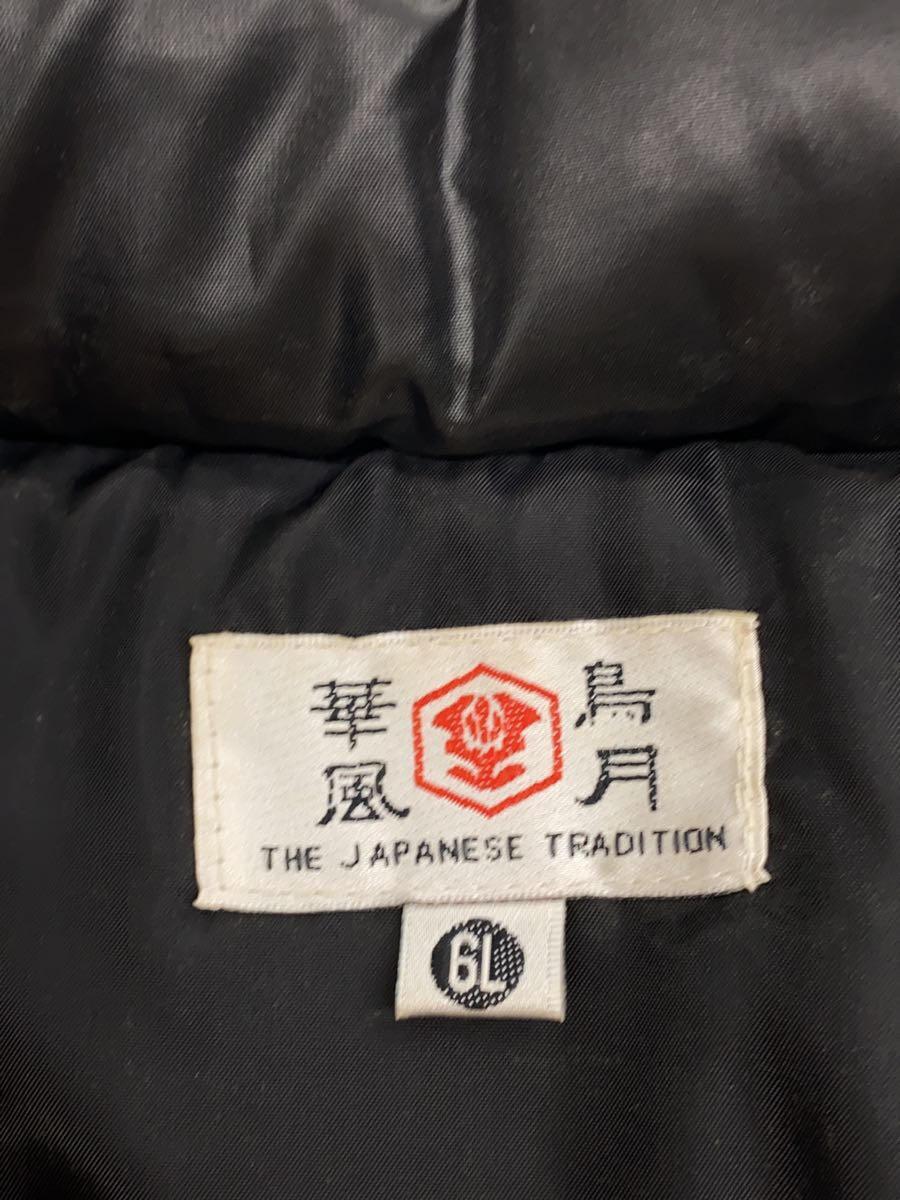 華鳥
風月
THE JAPANESE TRADITION
6L